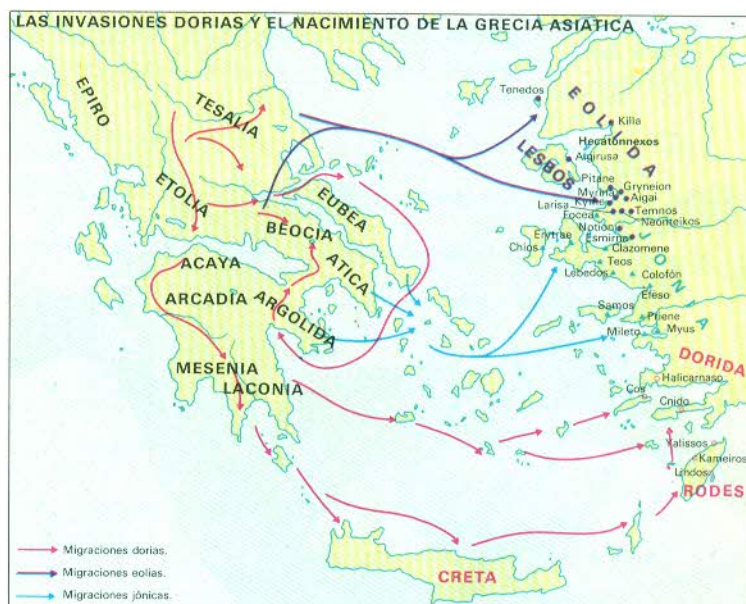 LAS INVASIONES DORIAS Y EL NACIMIENTO DE LA GRECIA ASIATICA
EPIRO
TESALIA
ETOLIA
EUBEA
BEOCIA
ATICA
ACAYA
ARCADIA
ARGOLIDA
MESENIA
LACONIA
Tenedos
EOLIDA
Killa
Hecatónnexos
LESBOS
Amirusa
Pitane
Myrina
Gryneion
Kyme
Aigai
Larisa
Temnos
Focea
Neonteikos
Notion
Erytrae
Esmirna
Chios
Clazomene
Teos
Lebedos
Colofón
Efeso
Samos
Priene
Mileto
Myus
DORIDA
Halicarnaso
Cos
Cnido
Yalissos
Kameiros
Lindos
RODES
CRETA
Migraciones dorias.
Migraciones eolias.
Migraciones jónicas.